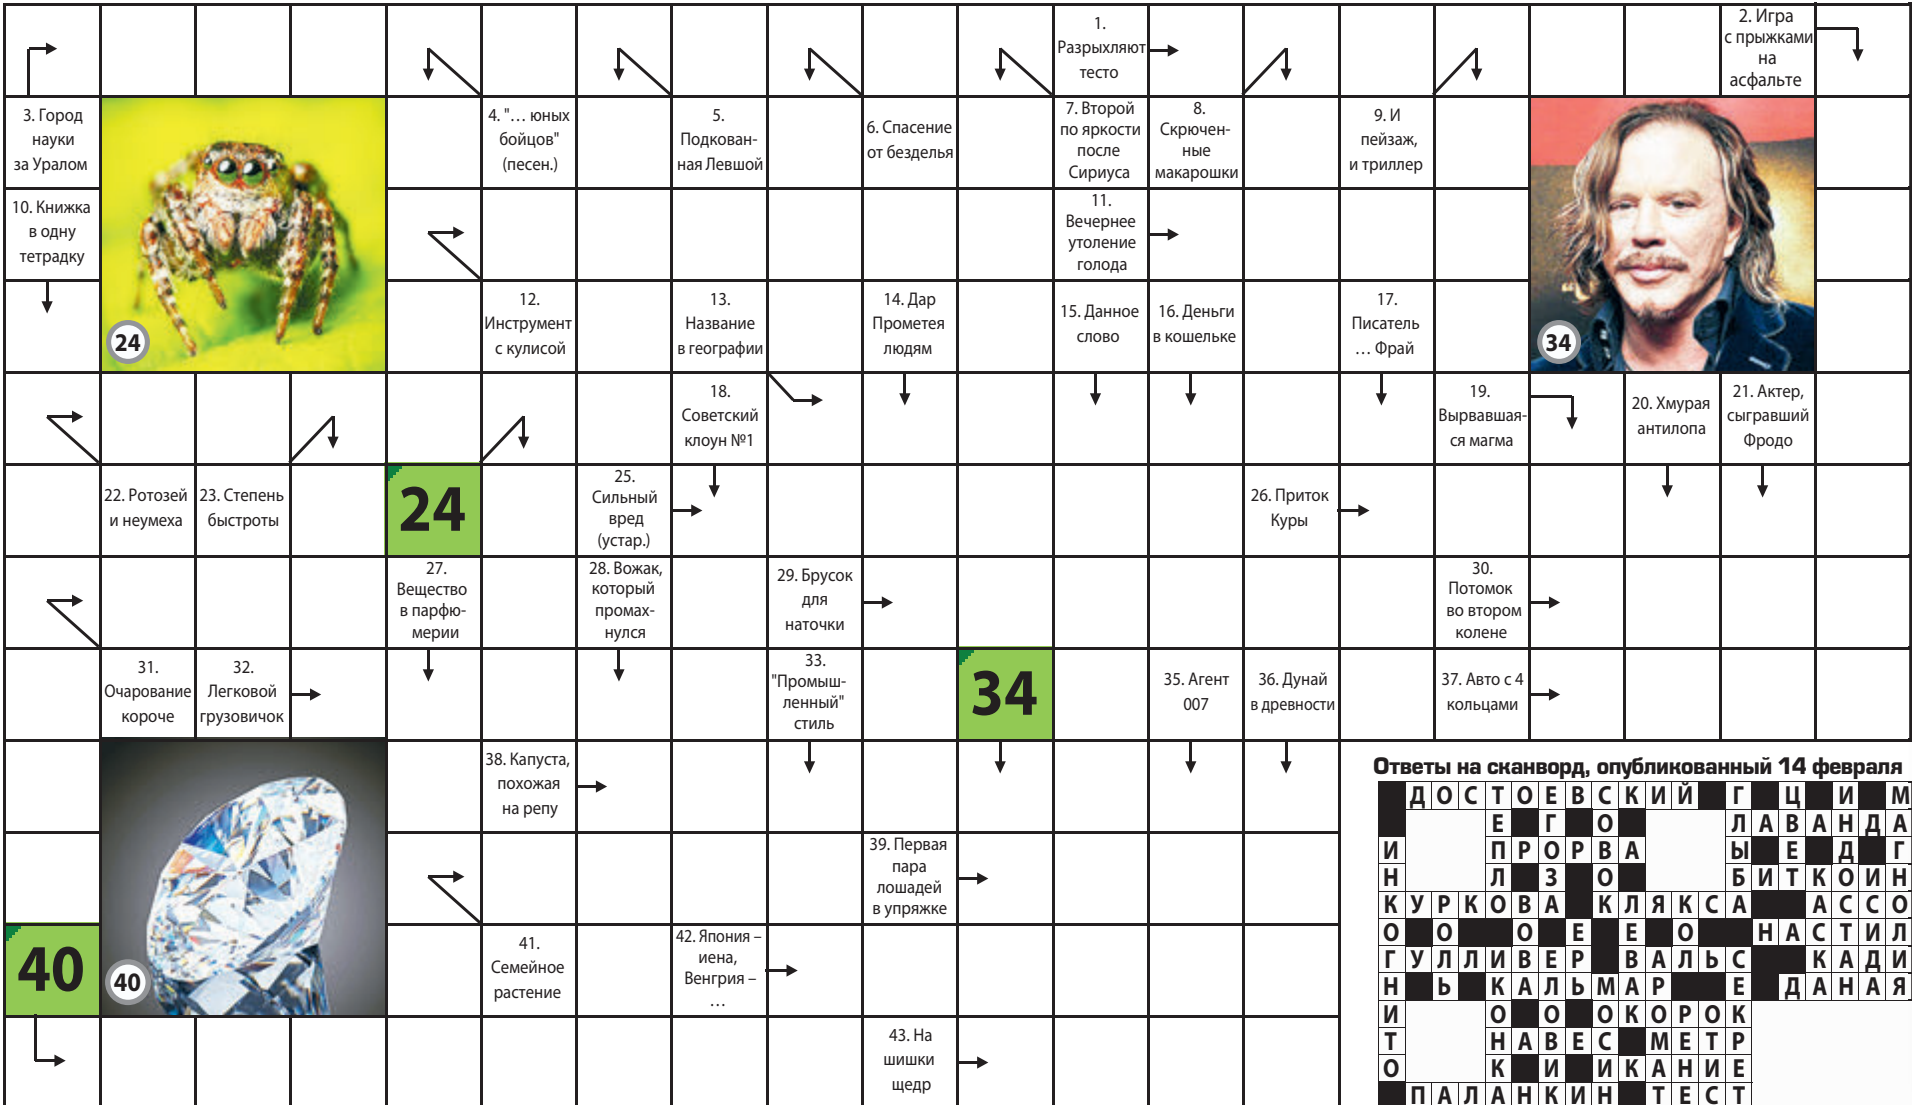 1.
Разрыхляют
тесто
2. Игра
с прыжками
на
асфальте
3. Город
науки
за Уралом
4. "... юных
бойцов"
(песен.)
5.
Подкован-
ная Левшой
6. Спасение
от безделья
7. Второй
по яркости
после
Сириуса
8.
Скручен-
ные
макарошки
9. И
пейзаж,
и триллер
10. Книжка
в одну
тетрадку
11.
Вечернее
утоление
голода
24
12.
Инструмент
с кулисой
13.
Название
в географии
14. Дар
Прометея
людям
15. Данное
слово
16. Деньги
в кошельке
17.
Писатель
... Фрай
34
18.
Советский
клоун №1
19.
Вырвавшая-
ся магма
20. Хмурая
антилопа
21. Актер,
сыгравший
Фродо
22. Ротозей
и неумеха
23. Степень
быстроты
24
25.
Сильный
вред
(устар.)
26. Приток
Куры
27.
Вещество
в парфю-
мерии
28. Вожак,
который
промах-
нулся
29. Брусок
для
наточки
30.
Потомок
во втором
колене
31.
Очарование
короче
32.
Легковой
грузовичок
33.
"Промыш-
ленный"
стиль
34
35. Агент
007
36. Дунай
в древности
37. Авто с 4
кольцами
38. Капуста,
похожая
на репу
39. Первая
пара
лошадей
в упряжке
40
40
41.
Семейное
растение
42. Япония –
иена,
Венгрия –
...
43. На
шишки
щедр
Ответы на сканворд, опубликованный 14 февраля
ДОСТОЕВСКИЙ Г Ц И М
Е Г О ЛАВАНДА
И ПРОРВА Ы Е Д Г
Н Л З О БИТКОИН
КУРКОВА КЛЯКСА АССО
О О О Е Е О НАСТИЛ
ГУЛЛИВЕР ВАЛЬС КАДИ
Н Ь КАЛЬМАР Е ДАНАЯ
И О О ОКОРОК
Т НАВЕС МЕТР
О К И ИКАНИЕ
ПАЛАНКИН ТЕСТ